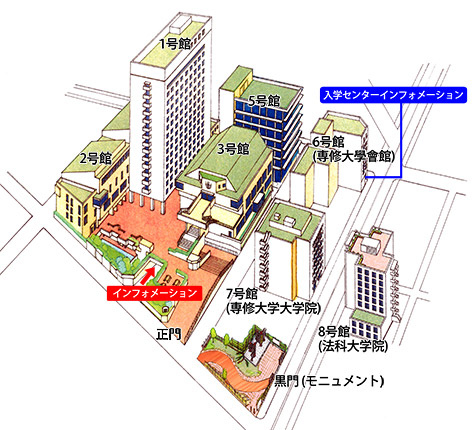 1号館
入学センターインフォメーション
5号館
6号館
(専修大學會館)
3号館
2号館
インフォメーション
7号館
(専修大学大学院)
正門
8号館
(法科大学院)
黒門(モニュメント)